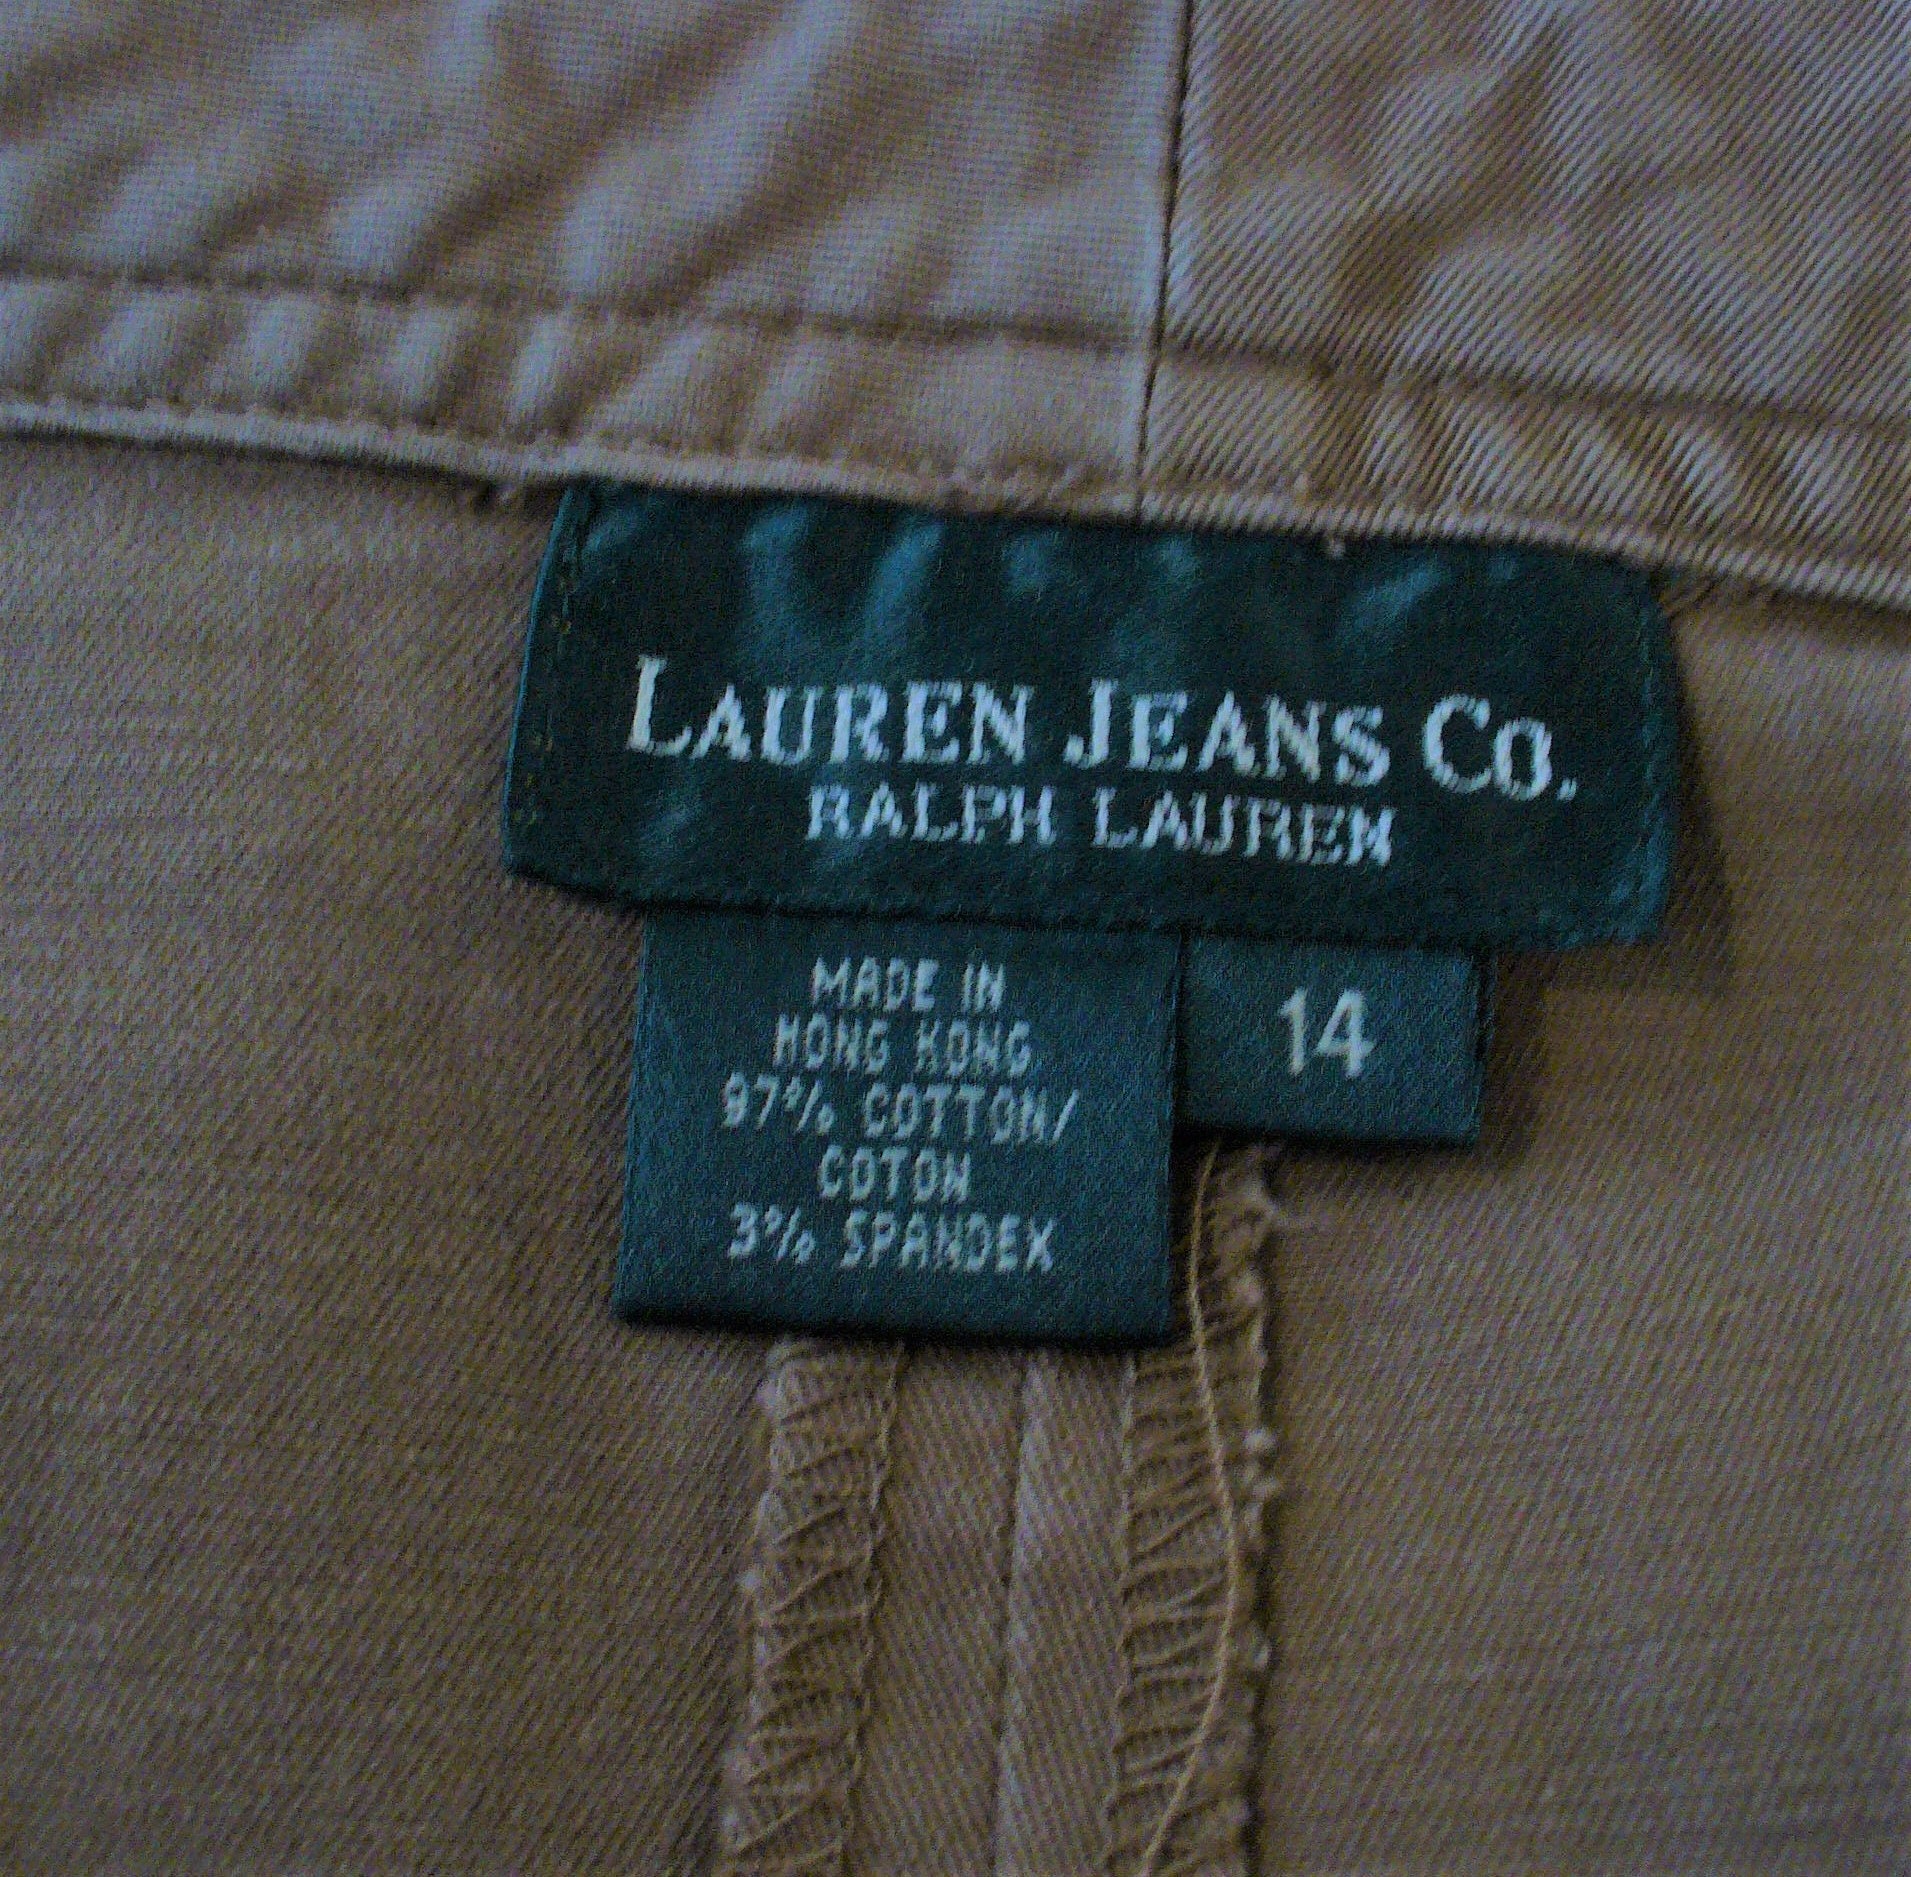 LAUREN JEANS CO.
RALPH LAUREN
MADE IN
HONG KONG
97% COTTON/
COTON
3% SPANDEX
14